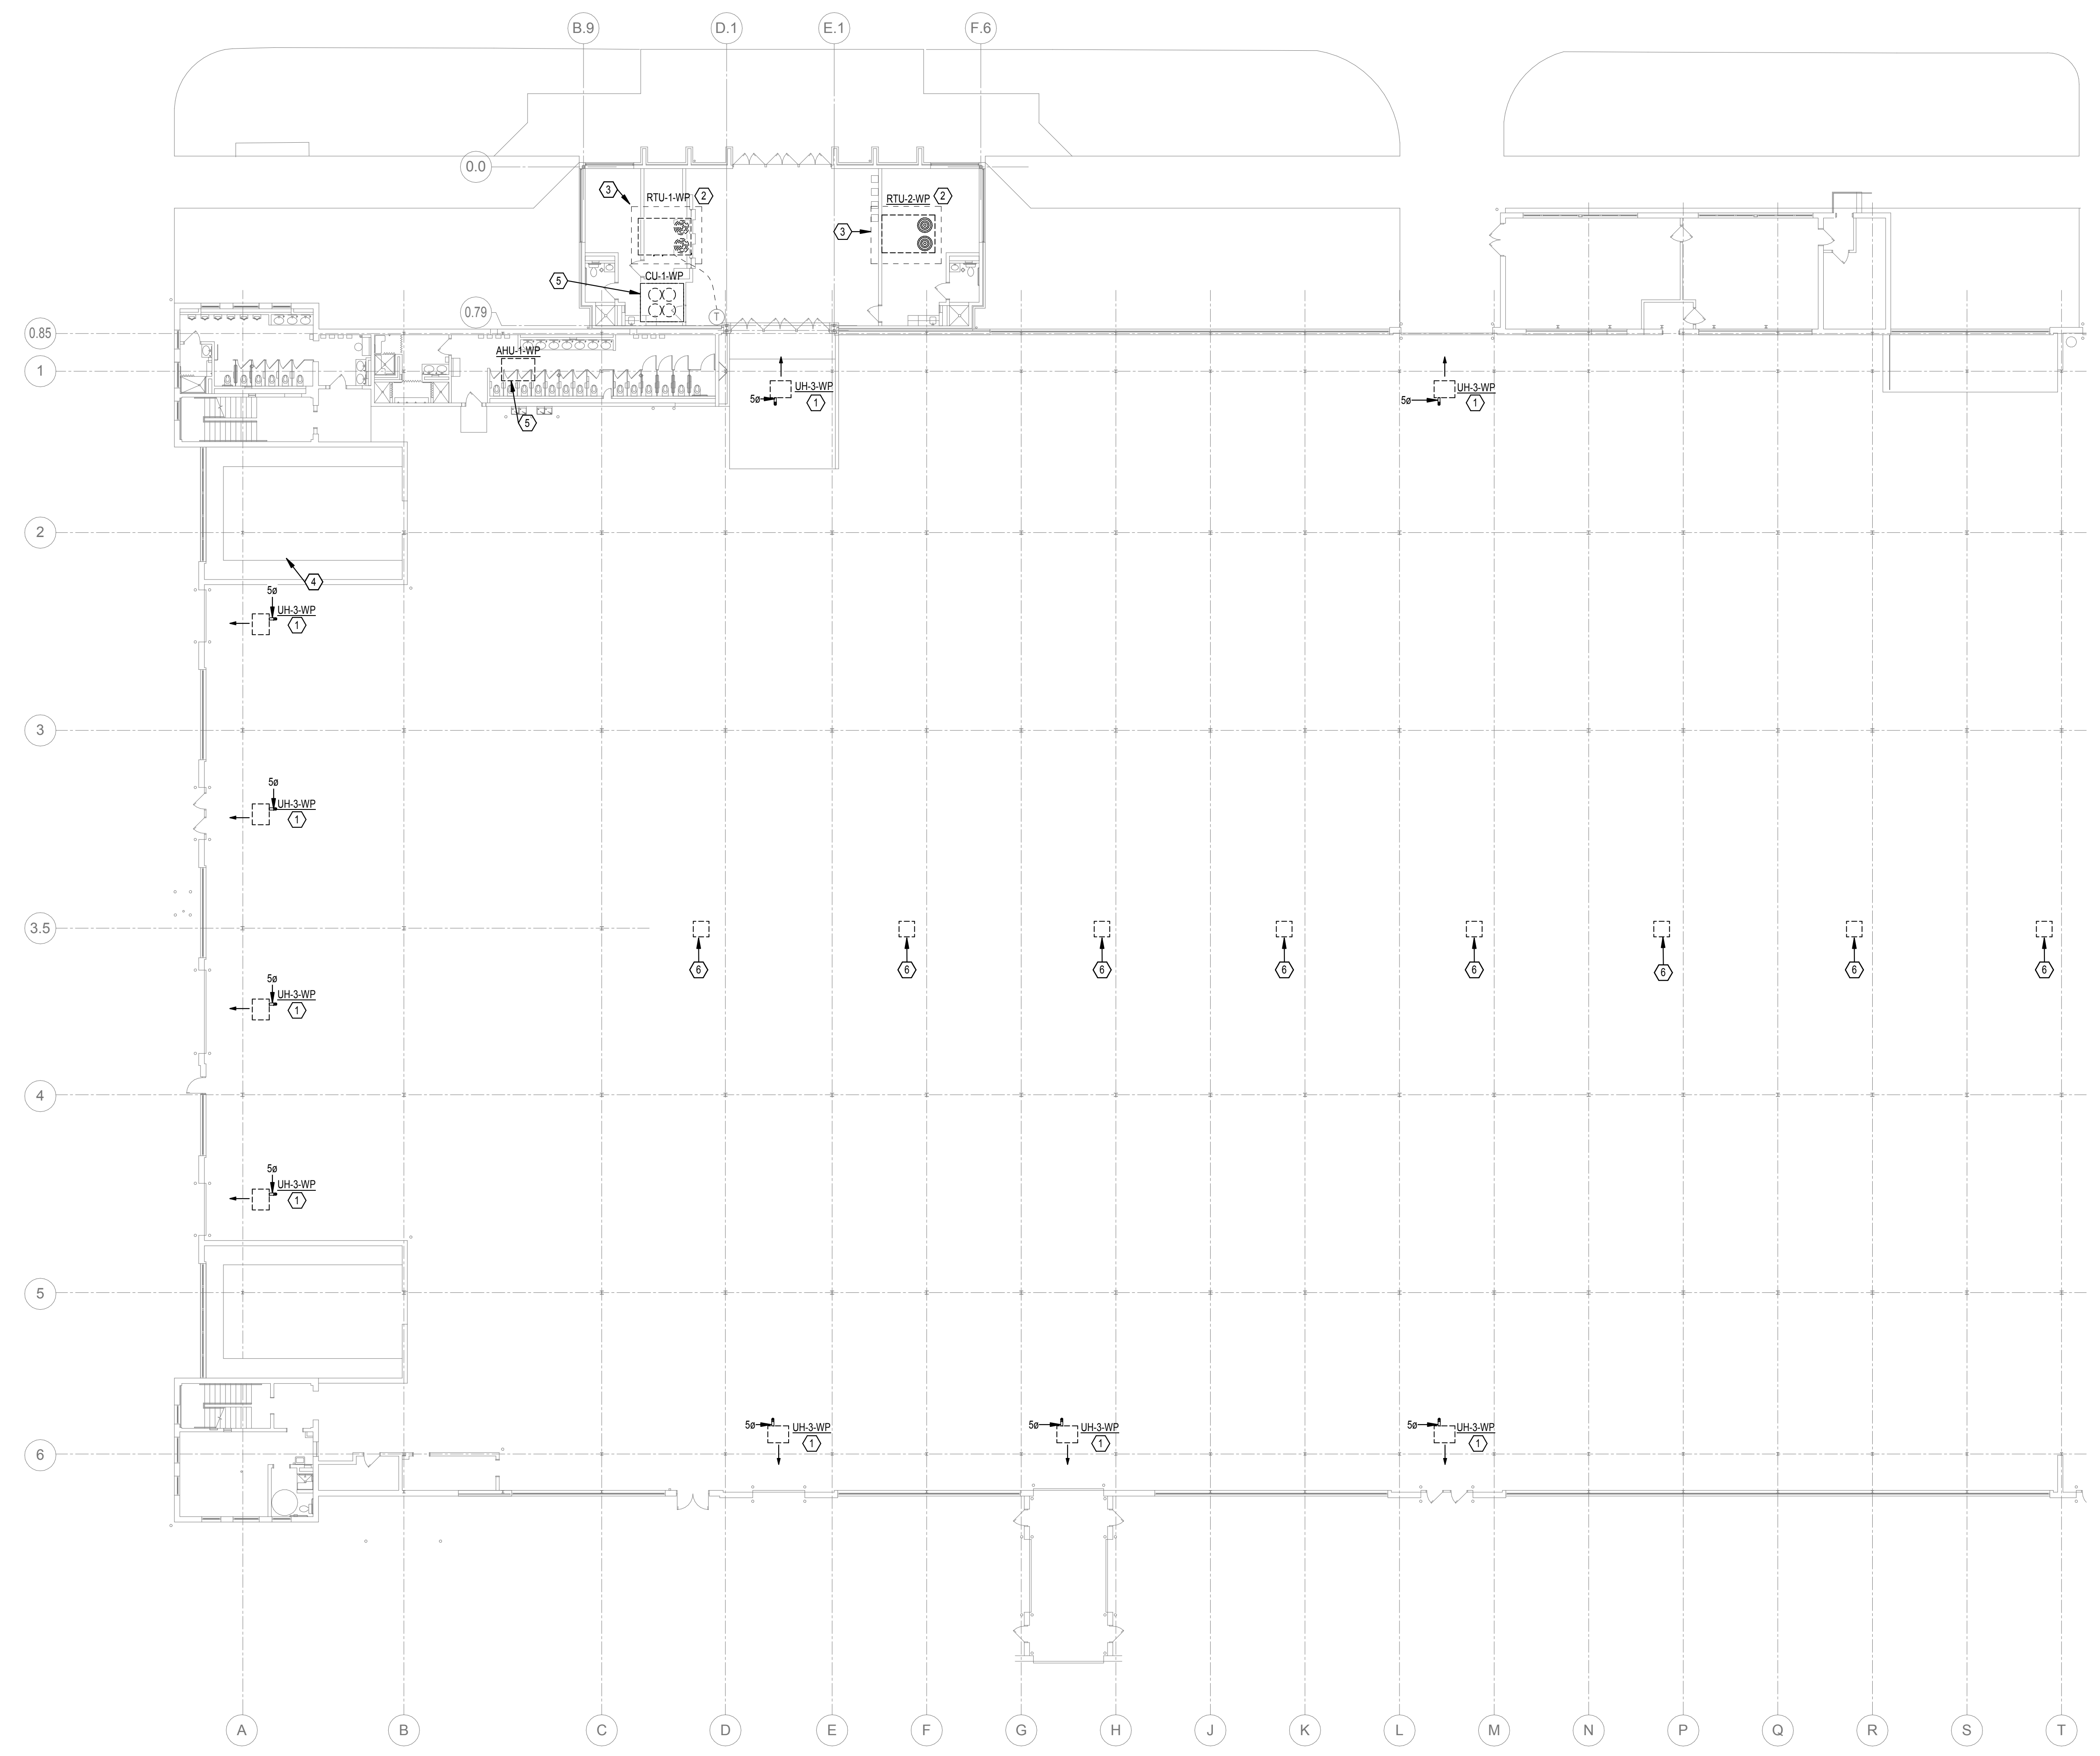 B.9 D.1 E.1 F.6
0.0
3 RTU-1-WP 2 RTU-2-WP 2
3
CU-1-WP
5
0.79 T
0.85
AHU-1-WP
1
UH-3-WP UH-3-WP
5ø 1 5ø 1
5
2
4
5ø
UH-3-WP
1
3
5ø
UH-3-WP
1
3.5
6 6 6 6 6 6 6 6
5ø
UH-3-WP
1
4
5ø
UH-3-WP
1
5
5ø UH-3-WP 5ø UH-3-WP 5ø UH-3-WP
1 1 1
6
A B C D E F G H J K L M N P Q R S T